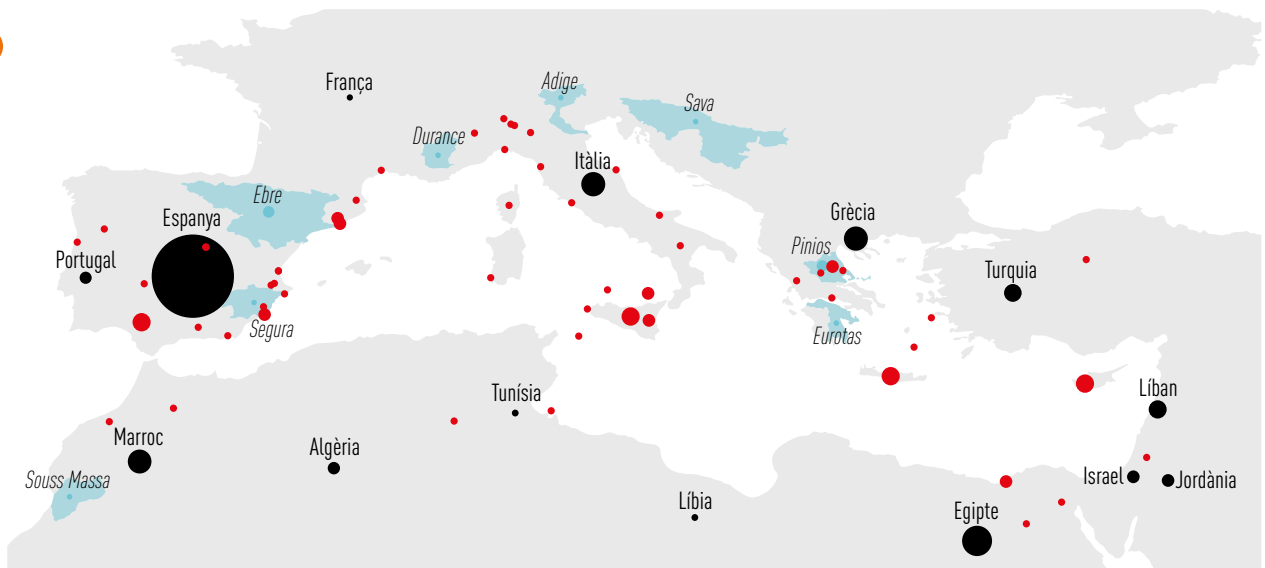 França
Adige
Sava
Durance
Itàlia
Ebre
Espanya
Grècia
Pinios
Portugal
Turquia
Segura
Eurotas
Líban
Tunísia
Marroc
Algèria
Souss Massa
Israel
Jordània
Líbia
Egipte